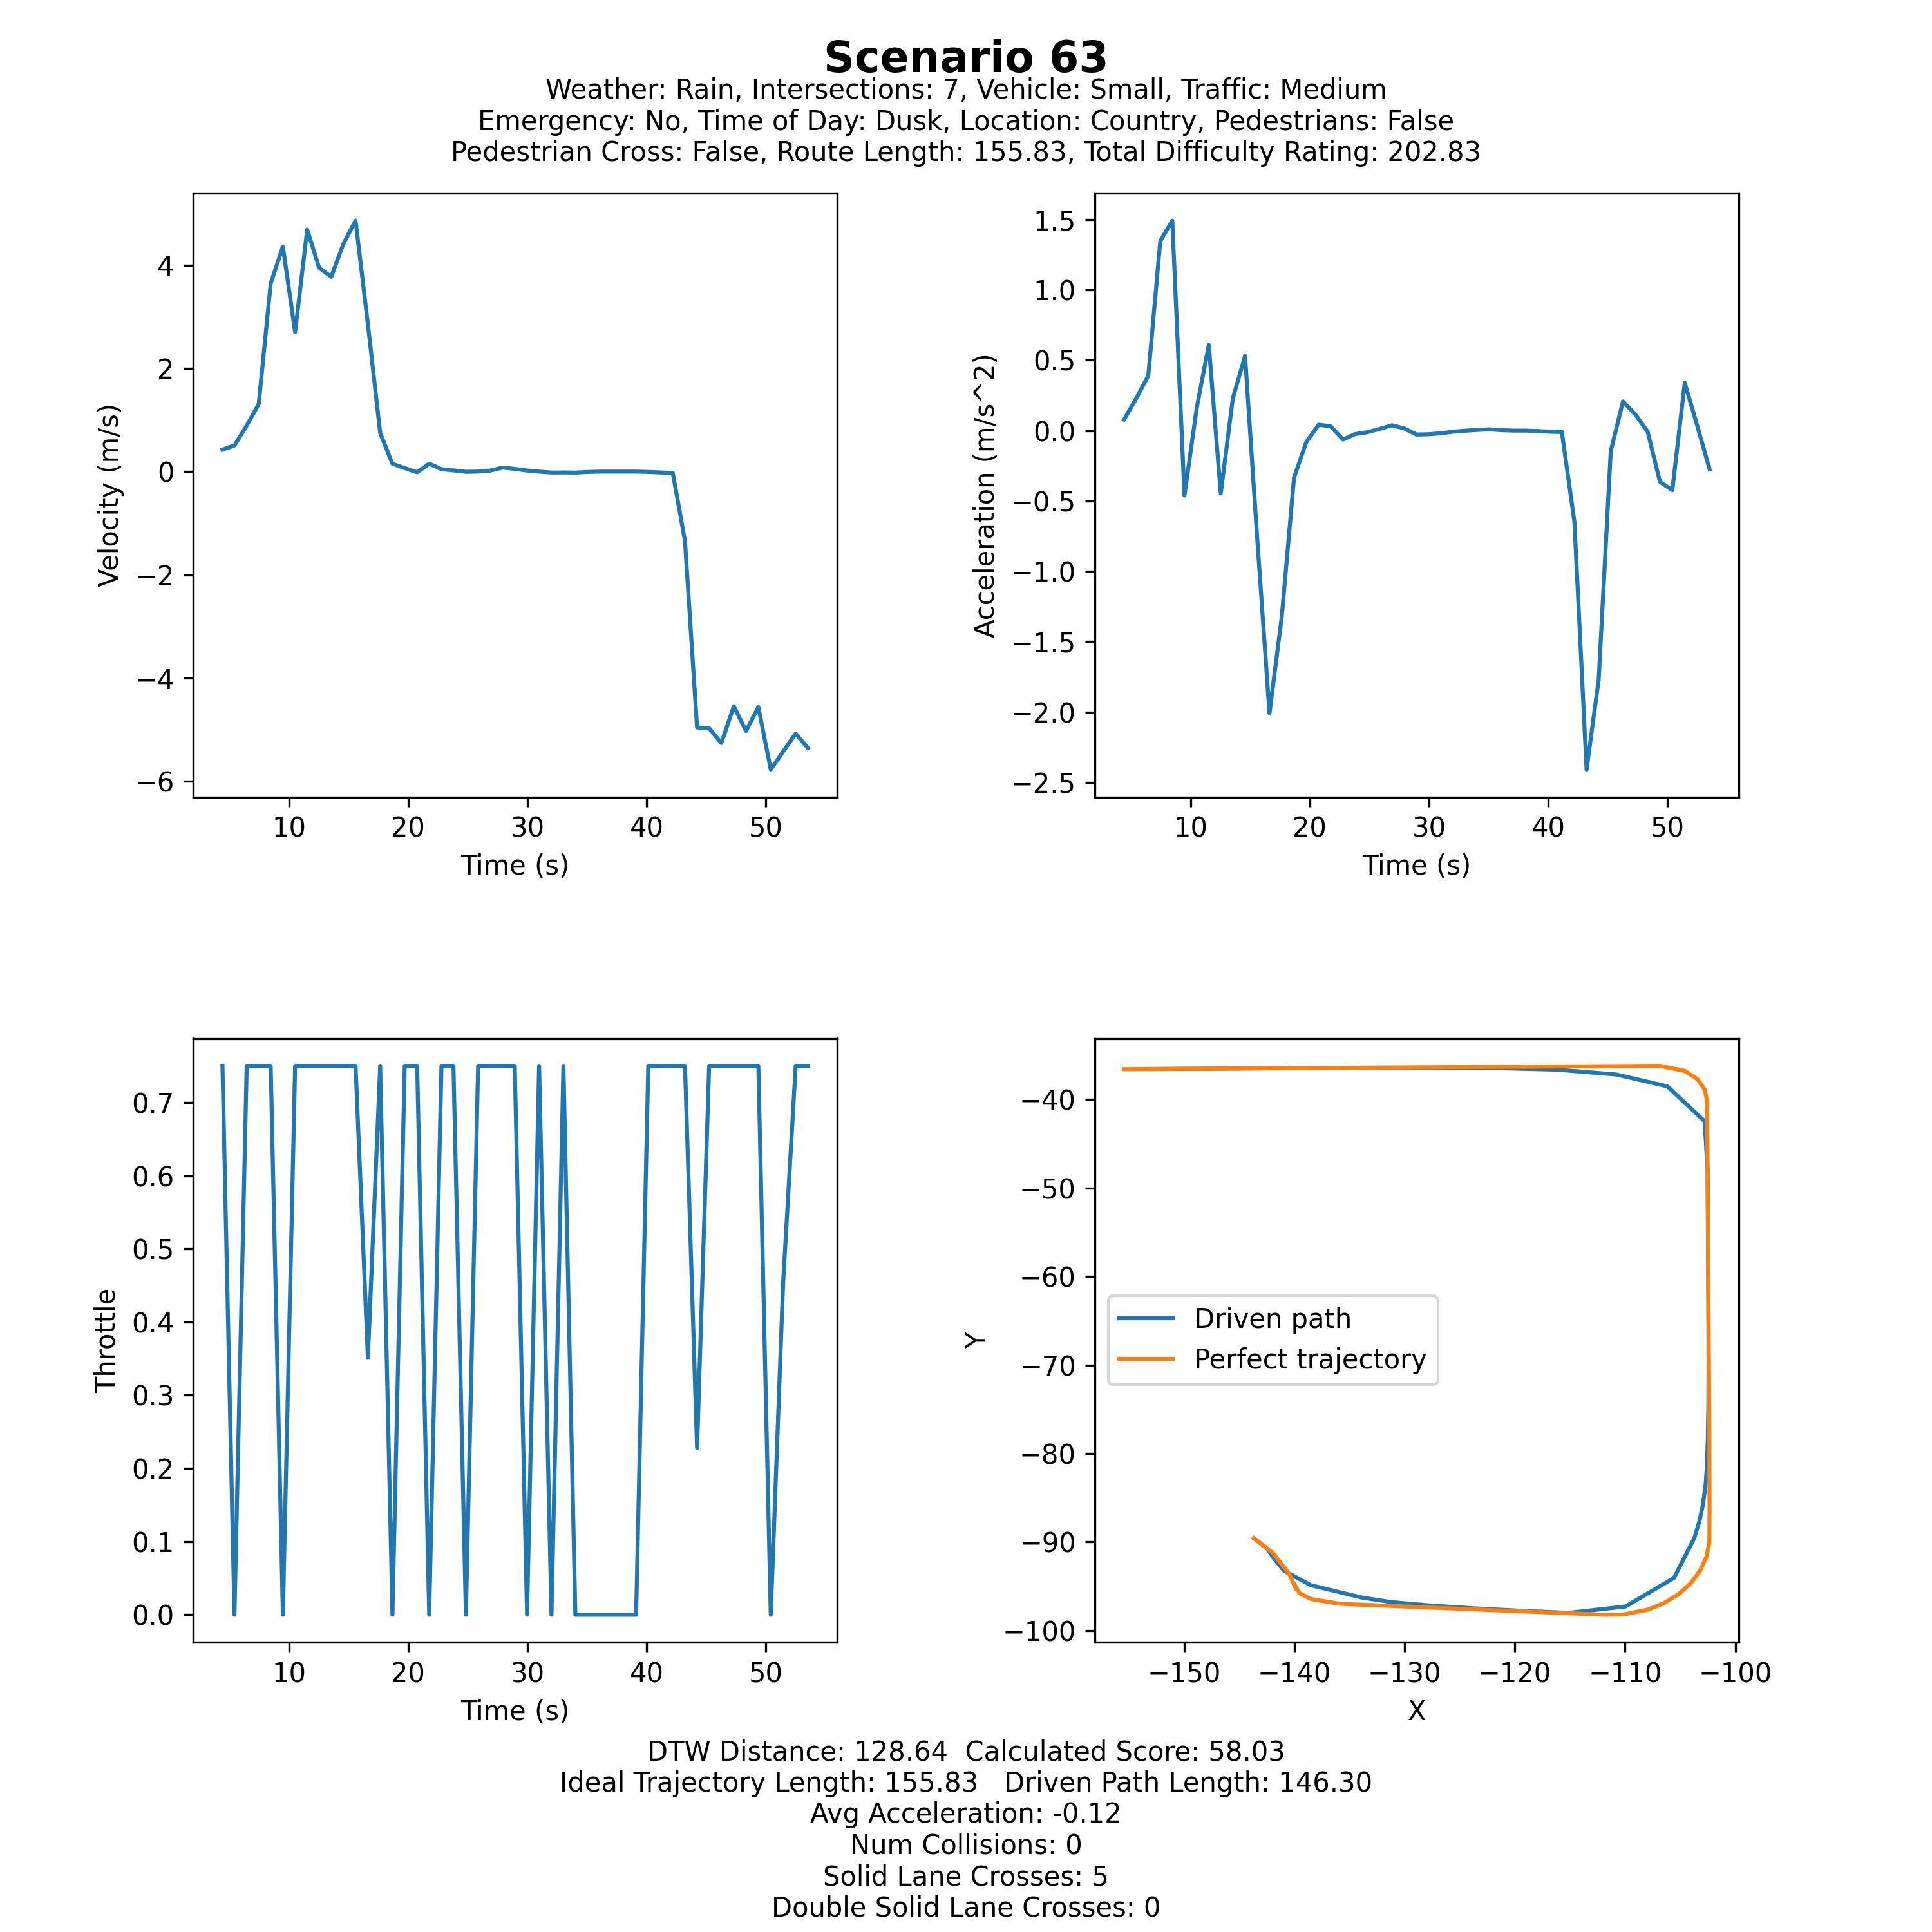 Scenario 63
Weather: Rain, Intersections: 7, Vehicle: Small, Traffic: Medium
Emergency: No, Time of Day: Dusk, Location: Country, Pedestrians: False
Pedestrian Cross: False, Route Length: 155.83, Total Difficulty Rating: 202.83
4
2
0
−2
−4
−6
Velocity (m/s)
10 20 30 40 50
Time (s)
1.5
1.0
0.5
0.0
−0.5
−1.0
−1.5
−2.0
−2.5
Acceleration (m/s^2)
10 20 30 40 50
Time (s)
0.7
0.6
0.5
0.4
0.3
0.2
0.1
0.0
Throttle
10 20 30 40 50
Time (s)
−40
−50
−60
−70
−80
−90
−100
Y
Driven path
Perfect trajectory
−150 −140 −130 −120 −110 −100
X
DTW Distance: 128.64  Calculated Score: 58.03
Ideal Trajectory Length: 155.83   Driven Path Length: 146.30
Avg Acceleration: -0.12
Num Collisions: 0
Solid Lane Crosses: 5
Double Solid Lane Crosses: 0